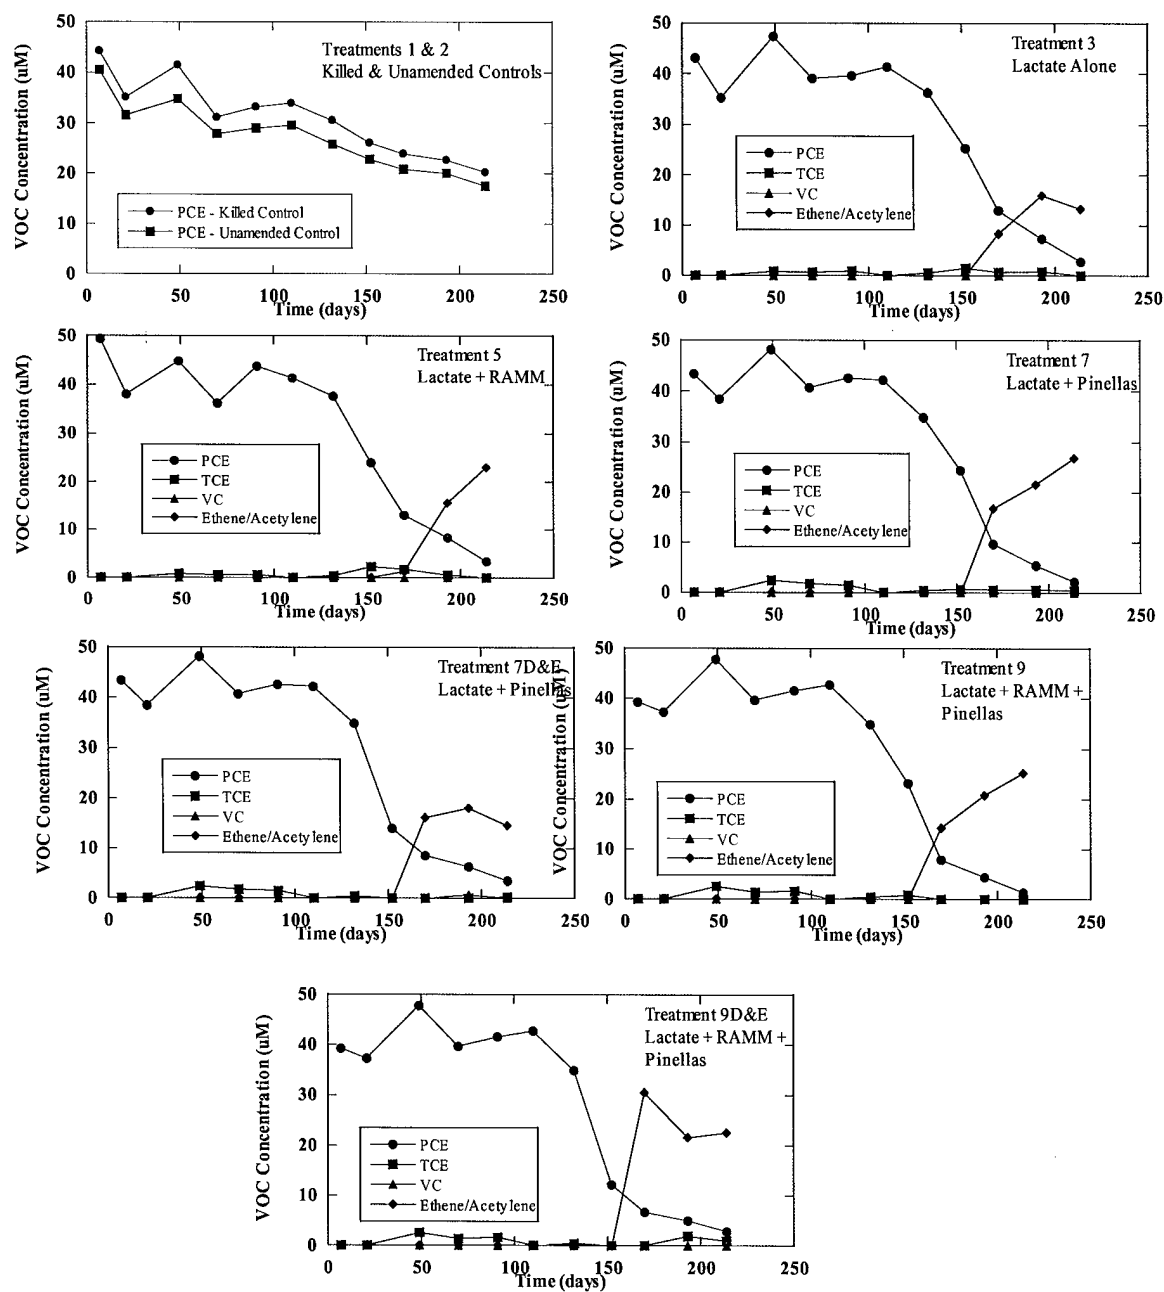 Treatments 1 & 2
Killed & Unamended Controls
VOC Concentration (uM)
50
40
30
20
10
0
PCE - Killed Control
PCE - Unamended Control
0 50 100 150 200 250
Time (days)
Treatment 3
Lactate Alone
VOC Concentration (uM)
50
40
30
20
10
0
PCE
TCE
VC
Ethene/Acetylene
0 50 100 150 200 250
Time (days)
Treatment 5
Lactate + RAMM
VOC Concentration (uM)
50
40
30
20
10
0
PCE
TCE
VC
Ethene/Acetylene
0 50 100 150 200 250
Time (days)
Treatment 7
Lactate + Pinellas
VOC Concentration (uM)
50
40
30
20
10
0
PCE
TCE
VC
Ethene/Acetylene
0 50 100 150 200 250
Time (days)
Treatment 7D&E
Lactate + Pinellas
VOC Concentration (uM)
50
40
30
20
10
0
PCE
TCE
VC
Ethene/Acetylene
0 50 100 150 200 250
Time (days)
Treatment 9
Lactate + RAMM +
Pinellas
VOC Concentration (uM)
50
40
30
20
10
0
PCE
TCE
VC
Ethene/Acetylene
0 50 100 150 200 250
Time (days)
Treatment 9D&E
Lactate + RAMM +
Pinellas
VOC Concentration (uM)
50
40
30
20
10
0
PCE
TCE
VC
Ethene/Acetylene
0 50 100 150 200 250
Time (days)